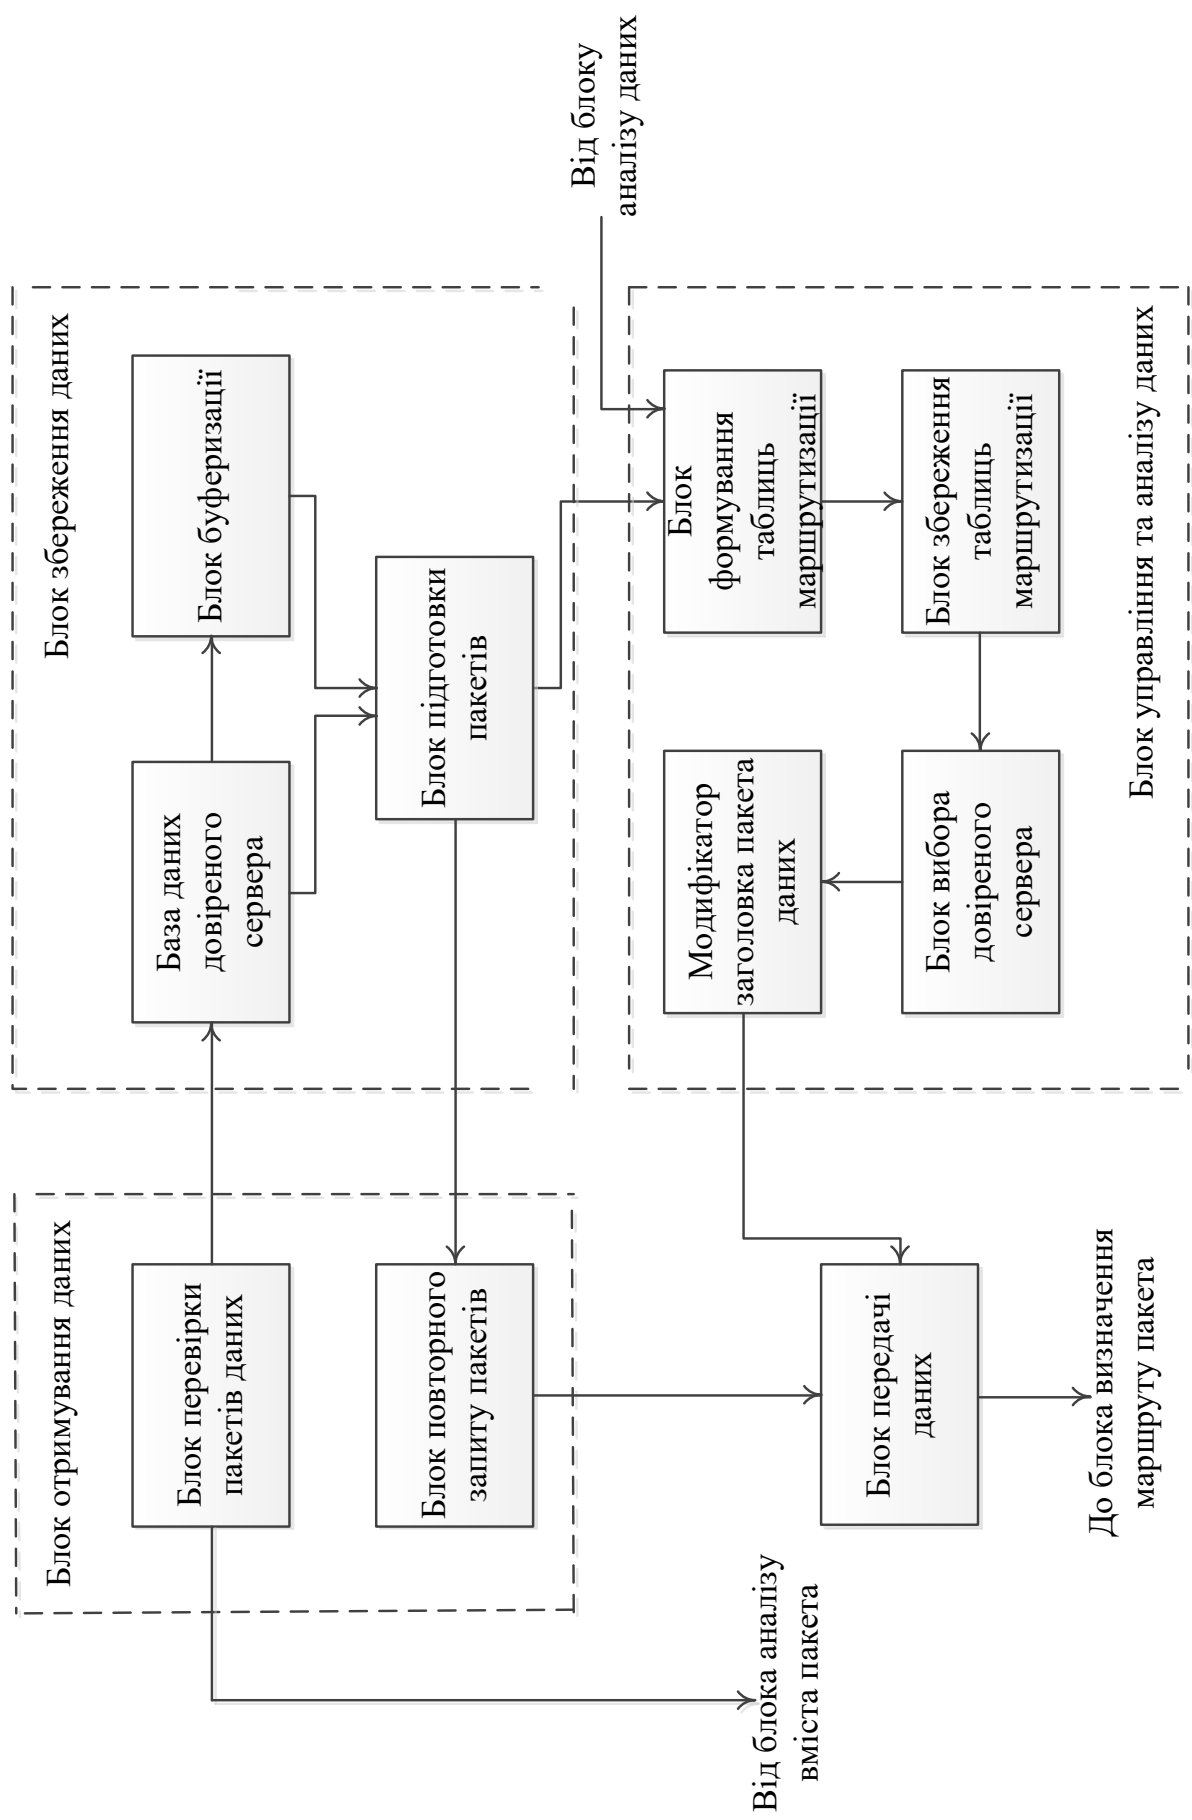 Блок отримування даних
Блок перевірки
пакетів даних
Блок повторного
запиту пакетів
Блок збереження даних
База даних
довіреного
сервера
Блок буферизації
Блок підготовки
пакетів
Від блоку
аналізу даних
Від блока аналізу
вміста пакета
Блок передачі
даних
До блока визначення
маршруту пакета
Модифікатор
заголовка пакета
даних
Блок
формування
таблиць
маршрутизації
Блок вибора
довіреного
сервера
Блок збереження
таблиць
маршрутизації
Блок управління та аналізу даних